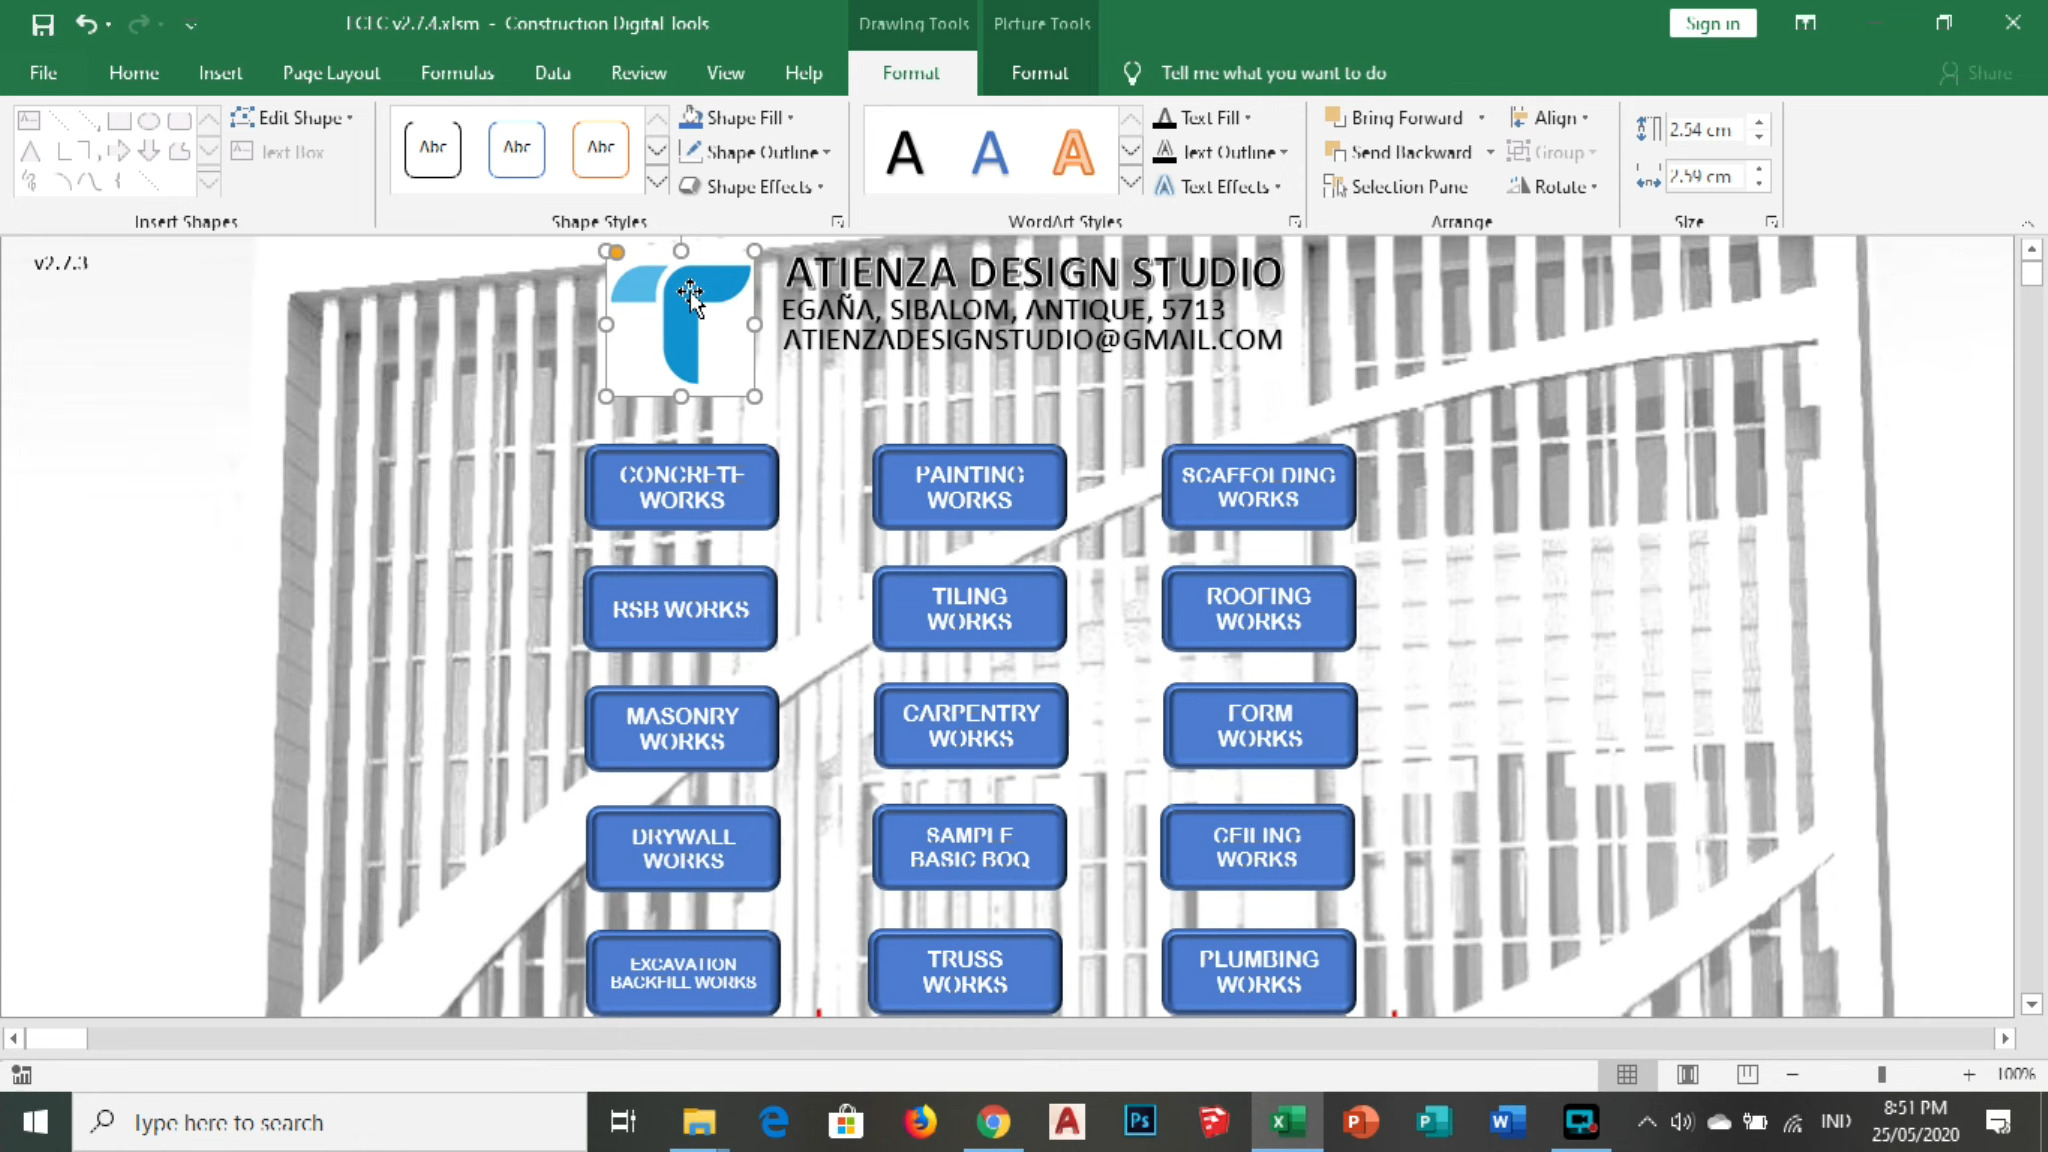 v2.7.4.xlsm - Construction Digital Tools
Drawing Tools
Picture Tools
Sign in
File
Home
Insert
Page Layout
Formulas
Data
Review
View
Help
Format
Format
Tell me what you want to do
Share
Edit Shape
Text Box
Insert Shapes
Abc
Abc
Abc
Shape Fill
Shape Outline
Shape Effects
Shape Styles
A
A
A
Text Fill
Text Outline
Text Effects
WordArt Styles
Bring Forward
Send Backward
Selection Pane
Align
Group
Rotate
Arrange
2.54 cm
2.59 cm
Size
v2.7.3
ATIENZA DESIGN STUDIO
EGAÑA, SIBALOM, ANTIQUE, 5713
ATIENZADESIGNSTUDIO@GMAIL.COM
CONCRETE
WORKS
PAINTING
WORKS
SCAFFOLDING
WORKS
RSB WORKS
TILING
WORKS
ROOFING
WORKS
MASONRY
WORKS
CARPENTRY
WORKS
FORM
WORKS
DRYWALL
WORKS
SAMPLE
BASIC BOQ
CEILING
WORKS
EXCAVATION
BACKFILL WORKS
TRUSS
WORKS
PLUMBING
WORKS
100%
Type here to search
IND
8:51 PM
25/05/2020